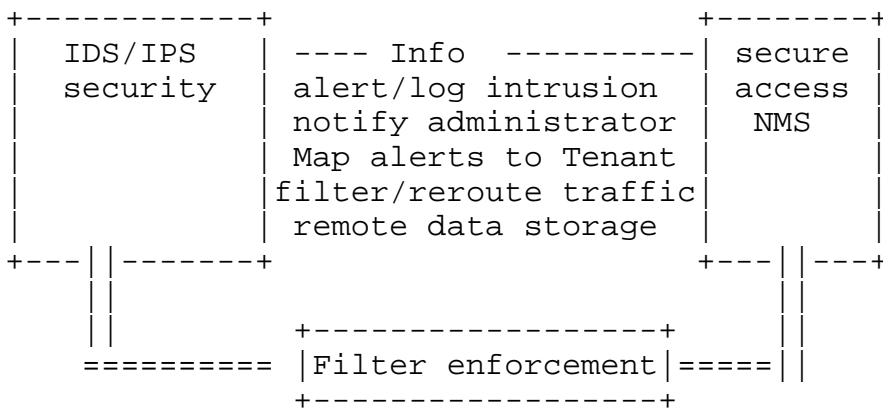 +-------------+                       +--------+
|  IDS/IPS    | ---- Info  ----------| secure |
|  security   | alert/log intrusion  | access |
|             | notify administrator |  NMS   |
|             | Map alerts to Tenant |        |
|             |filter/reroute traffic|        |
|             | remote data storage  |        |
+---||-------+                       +---||---+
    ||                                   ||
    ||         +------------------+      ||
    ========== |Filter enforcement|=====||
               +------------------+